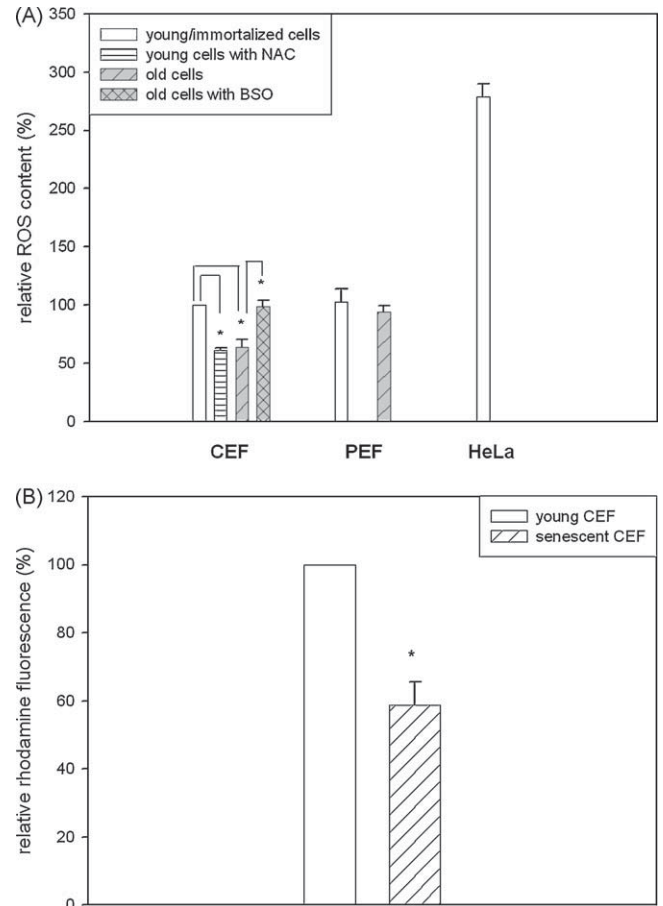 (A)
350
300
250
200
150
100
50
0
relative ROS content (%)
young/immortalized cells
young cells with NAC
old cells
old cells with BSO
*
*
*
CEF PEF HeLa
(B)
120
100
80
60
40
20
0
relative rhodamine fluorescence (%)
young CEF
senescent CEF
*